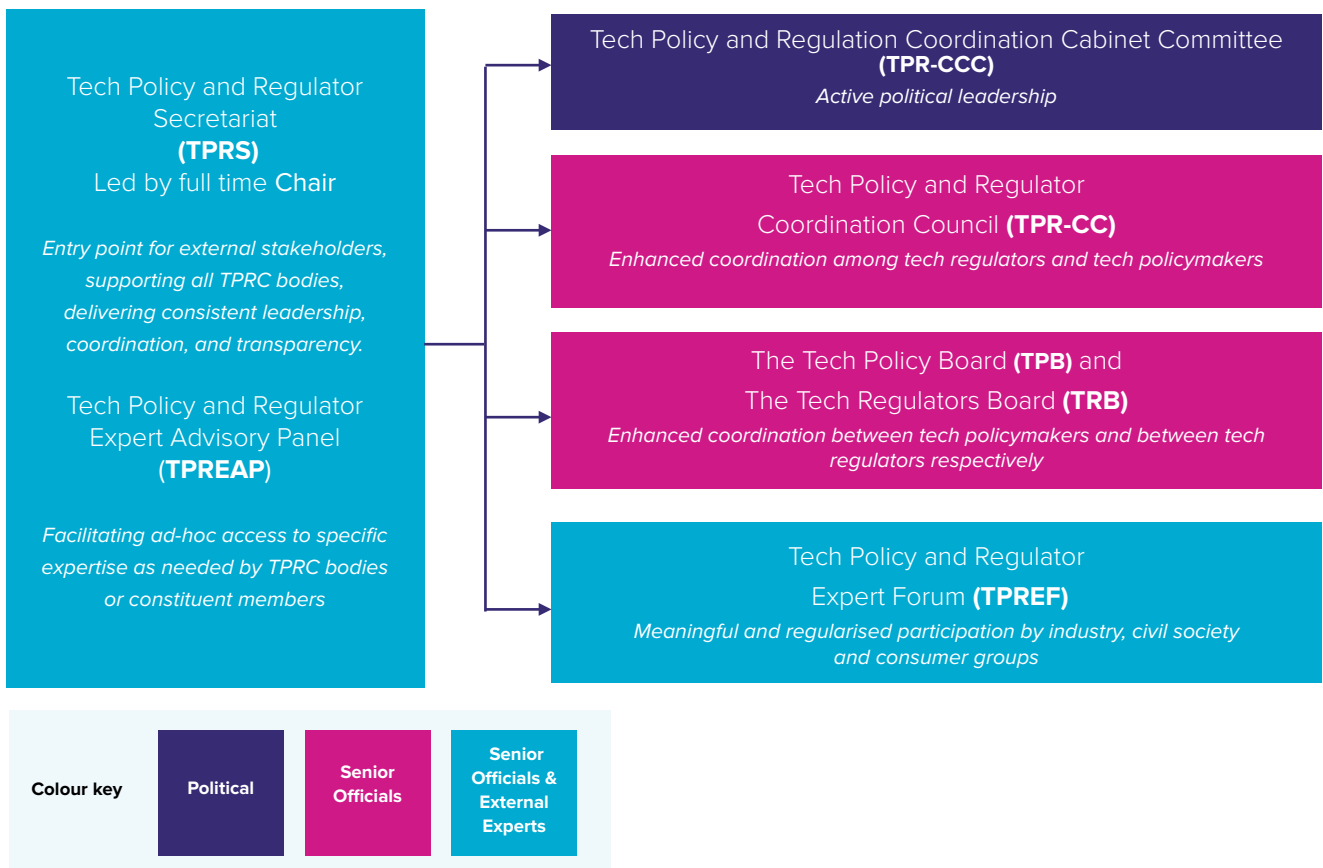 Tech Policy and Regulator
Secretariat
(TPRS)
Led by full time Chair
Entry point for external stakeholders,
supporting all TPRC bodies,
delivering consistent leadership,
coordination, and transparency.
Tech Policy and Regulator
Expert Advisory Panel
(TPREAP)
Facilitating ad-hoc access to specific
expertise as needed by TPRC bodies
or constituent members
Tech Policy and Regulation Coordination Cabinet Committee
(TPR-CCC)
Active political leadership
Tech Policy and Regulator
Coordination Council (TPR-CC)
Enhanced coordination among tech regulators and tech policymakers
The Tech Policy Board (TPB) and
The Tech Regulators Board (TRB)
Enhanced coordination between tech policymakers and between tech
regulators respectively
Tech Policy and Regulator
Expert Forum (TPREF)
Meaningful and regularised participation by industry, civil society
and consumer groups
Colour key
Political
Senior
Officials
Senior
Officials &
External
Experts